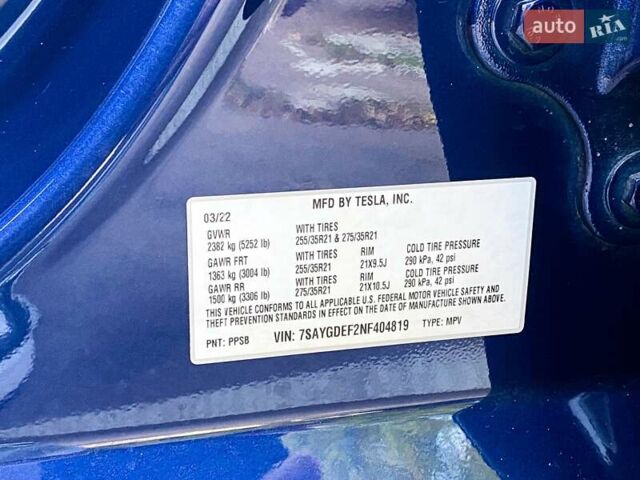 auto RIA
.com
MFD BY TESLA, INC.
03/22
GVWR WITH TIRES
2382 kg (5252 lb) 255/35R21 & 275/35R21
GAWR FRT WITH TIRES RIM COLD TIRE PRESSURE
1363 kg (3004 lb) 255/35R21 21X9.5J 290 kPa, 42 psi
GAWR RR WITH TIRES RIM COLD TIRE PRESSURE
1500 kg (3306 lb) 275/35R21 21X10.5J 290 kPa, 42 psi
THIS VEHICLE CONFORMS TO ALL APPLICABLE U.S. FEDERAL MOTOR VEHICLE SAFETY AND
THEFT PREVENTION STANDARDS IN EFFECT ON THE DATE OF MANUFACTURE SHOWN ABOVE.
PNT: PPSB VIN: 7SAYGDEF2NF404819 TYPE: MPV